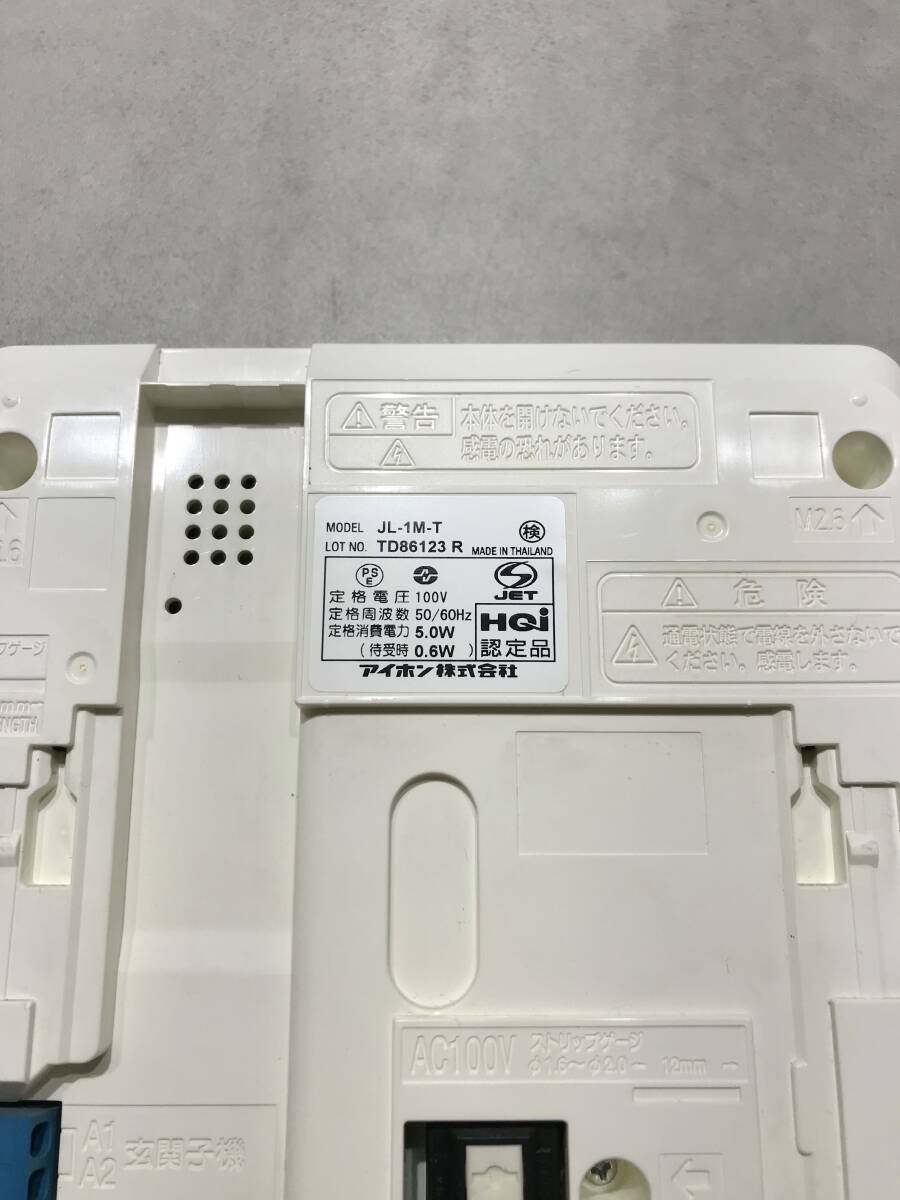 警告
本体を開けないでください。
感電の恐れがあります。
MODEL JL-1M-T
検
LOT NO. TD86123 R MADE IN THAILAND
PSE
JET
定格電圧 100V
定格周波数 50/60Hz
定格消費電力 5.0W
(待受時 0.6W)
HQi
認定品
アイホン株式会社
M2.6
危険
通電状態で電線を外さないで
ください。感電します。
AC100V
ストリップゲージ
φ1.6〜φ2.0 12mm
A1
A2
玄関子機